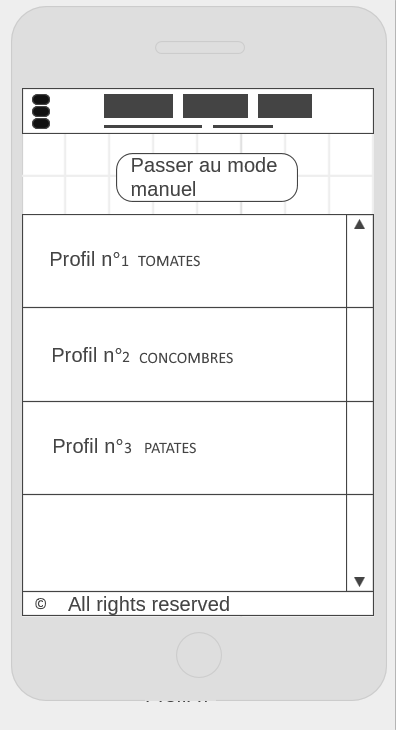 Passer au mode
manuel
Profil n°1 TOMATES
Profil n°2 CONCOMBRES
Profil n°3 PATATES
© All rights reserved